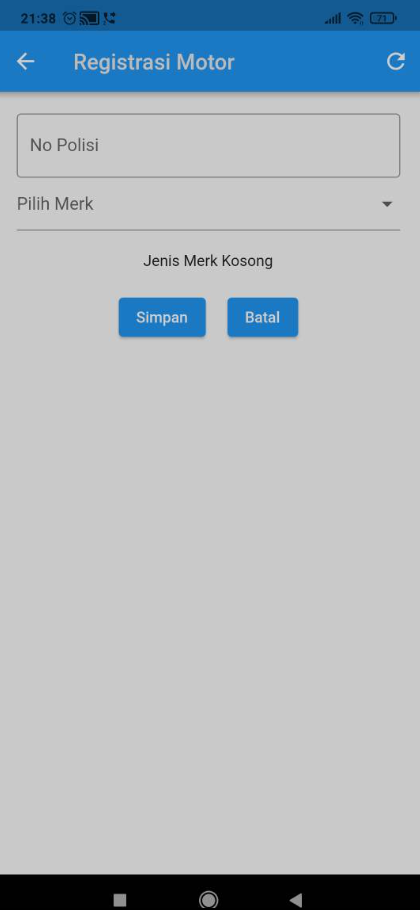 21:38
71
Registrasi Motor
No Polisi
Pilih Merk
Jenis Merk Kosong
Simpan Batal